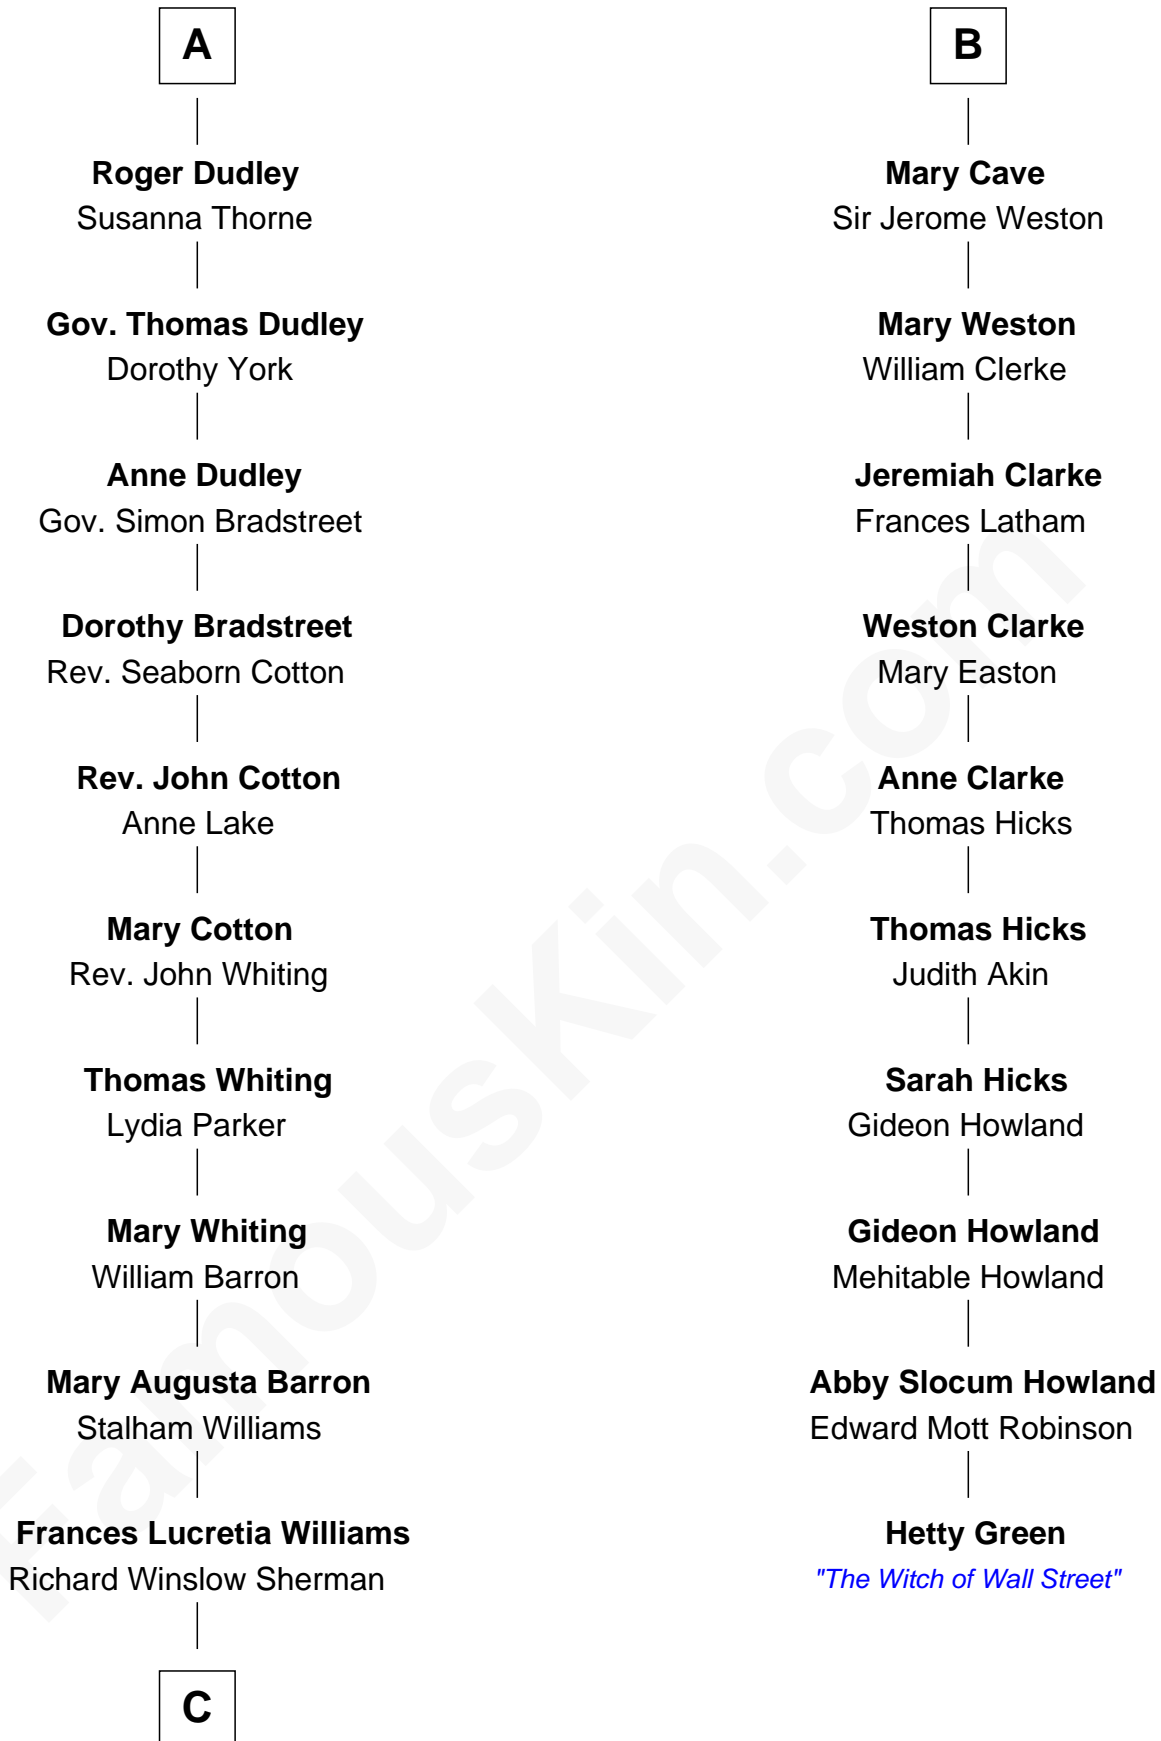 A
Roger Dudley
Susanna Thorne
Gov. Thomas Dudley
Dorothy York
Anne Dudley
Gov. Simon Bradstreet
Dorothy Bradstreet
Rev. Seaborn Cotton
Rev. John Cotton
Anne Lake
Mary Cotton
Rev. John Whiting
Thomas Whiting
Lydia Parker
Mary Whiting
William Barron
Mary Augusta Barron
Stalham Williams
Frances Lucretia Williams
Richard Winslow Sherman
C
B
Mary Cave
Sir Jerome Weston
Mary Weston
William Clerke
Jeremiah Clarke
Frances Latham
Weston Clarke
Mary Easton
Anne Clarke
Thomas Hicks
Thomas Hicks
Judith Akin
Sarah Hicks
Gideon Howland
Gideon Howland
Mehitable Howland
Abby Slocum Howland
Edward Mott Robinson
Hetty Green
"The Witch of Wall Street"
FamousKin.com